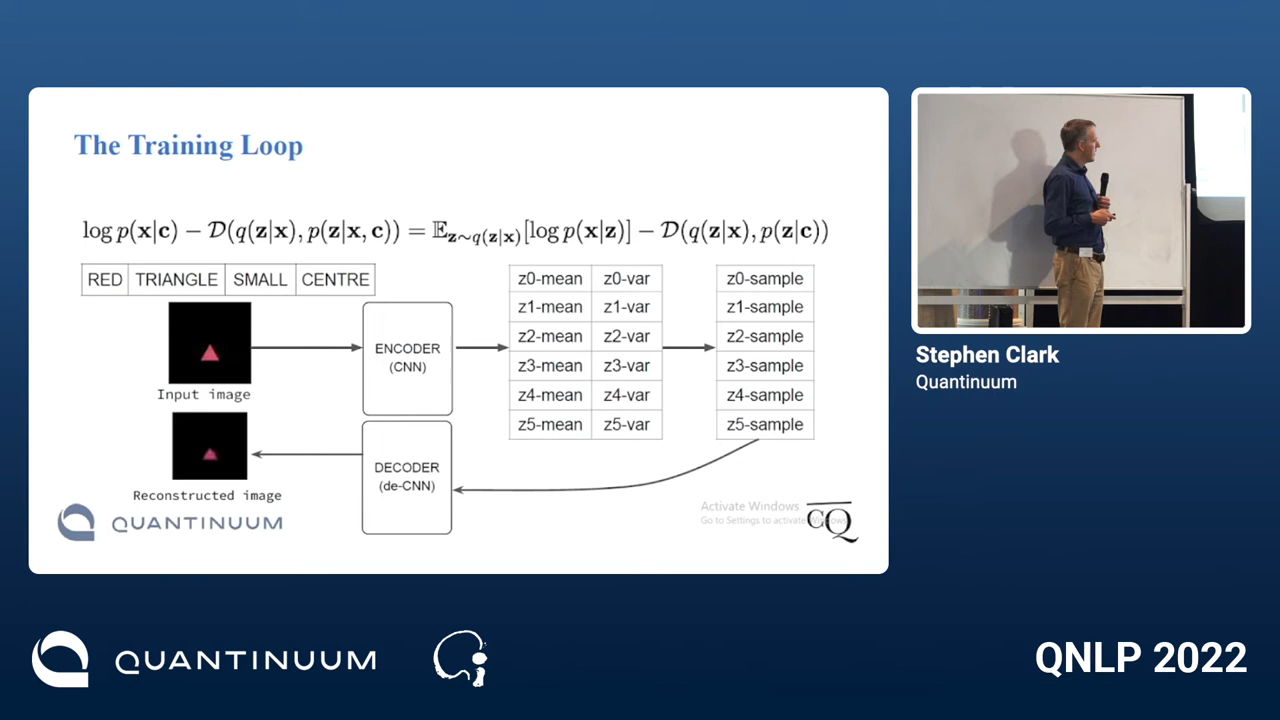 The Training Loop
log p(x|c) − 𝒟(q(z|x), p(z|x, c)) = 𝔼z∼q(z|x)[log p(x|z)] − 𝒟(q(z|x), p(z|c))
RED TRIANGLE SMALL CENTRE
Input image
ENCODER
(CNN)
z0-mean z0-var
z1-mean z1-var
z2-mean z2-var
z3-mean z3-var
z4-mean z4-var
z5-mean z5-var
z0-sample
z1-sample
z2-sample
z3-sample
z4-sample
z5-sample
DECODER
(de-CNN)
Reconstructed image
QUANTINUUM
Activate Windows
Go to Settings to activate Windows.
CQ
Stephen Clark
Quantinuum
QUANTINUUM
QNLP 2022